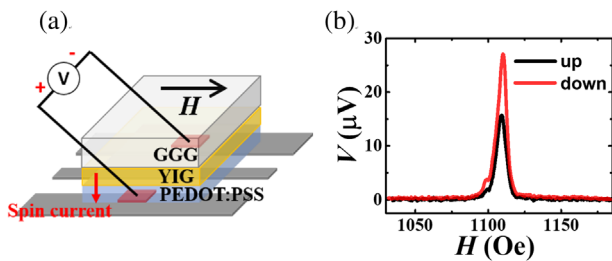 (a)
-
+
V
H
GGG
YIG
PEDOT:PSS
Spin current
(b)
30
20
10
0
V (μV)
up
down
1050
1100
1150
H (Oe)